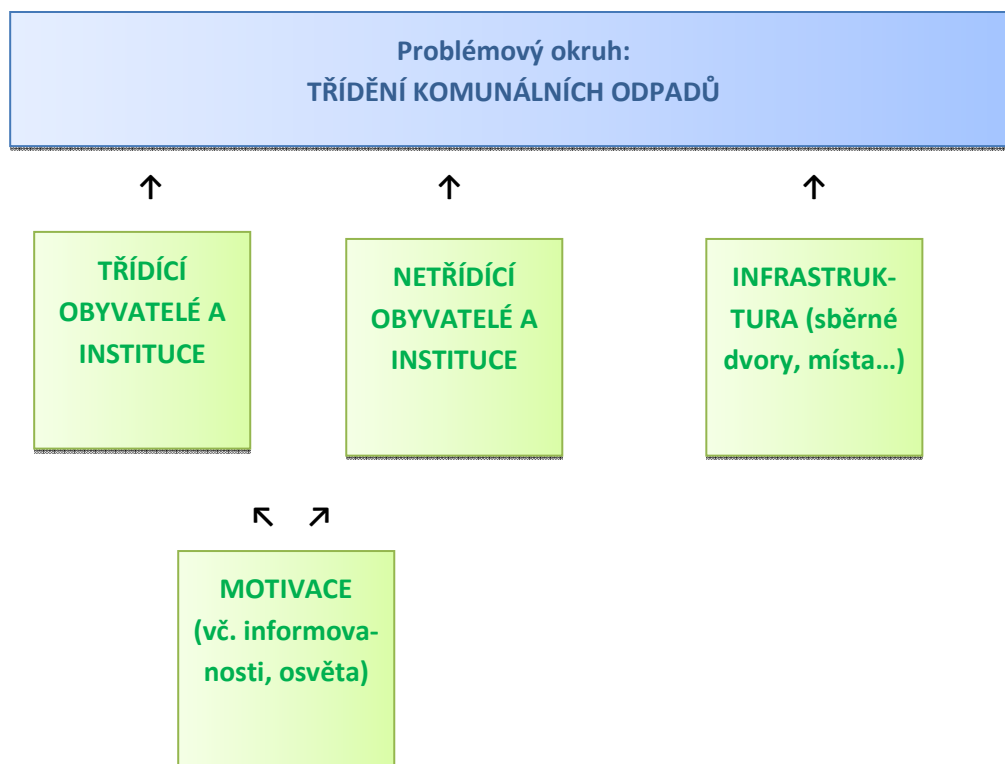 Problémový okruh:
TŘÍDĚNÍ KOMUNÁLNÍCH ODPADŮ
↑ ↑ ↑
TŘÍDÍCÍ
OBYVATELÉ A
INSTITUCE
NETŘÍDÍCÍ
OBYVATELÉ A
INSTITUCE
INFRASTRUK-
TURA (sběrné
dvory, místa…)
↖ ↗
MOTIVACE
(vč. informova-
nosti, osvěta)